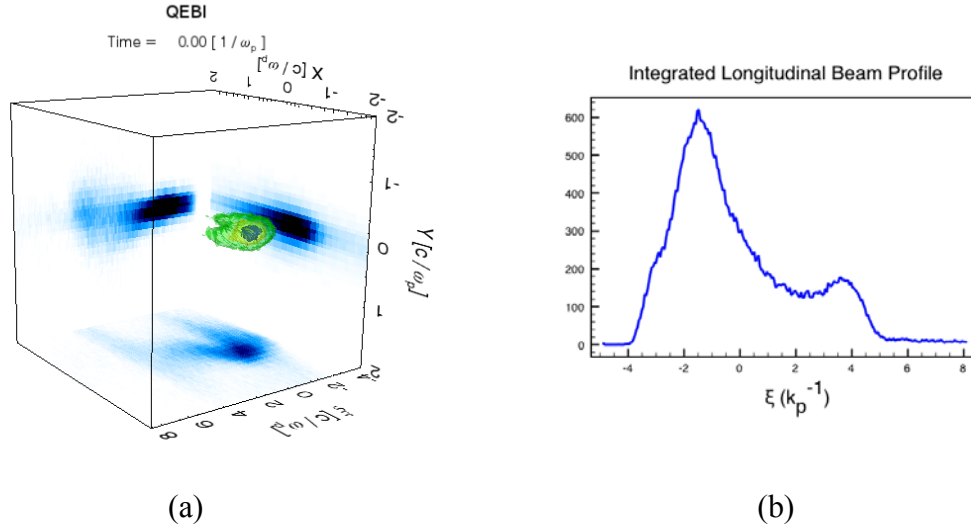 QEBI
Time = 0.00 [ 1 / ω_p ]
X [c / ω_p]
2 1 0 -1 -2
-2
-1
0
1
2
Y [c / ω_p]
8 6 4 2 0 -2 -4
ξ [c / ω_p]
(a)
Integrated Longitudinal Beam Profile
600
500
400
300
200
100
0
-4 -2 0 2 4 6 8
ξ (k_p^-1)
(b)